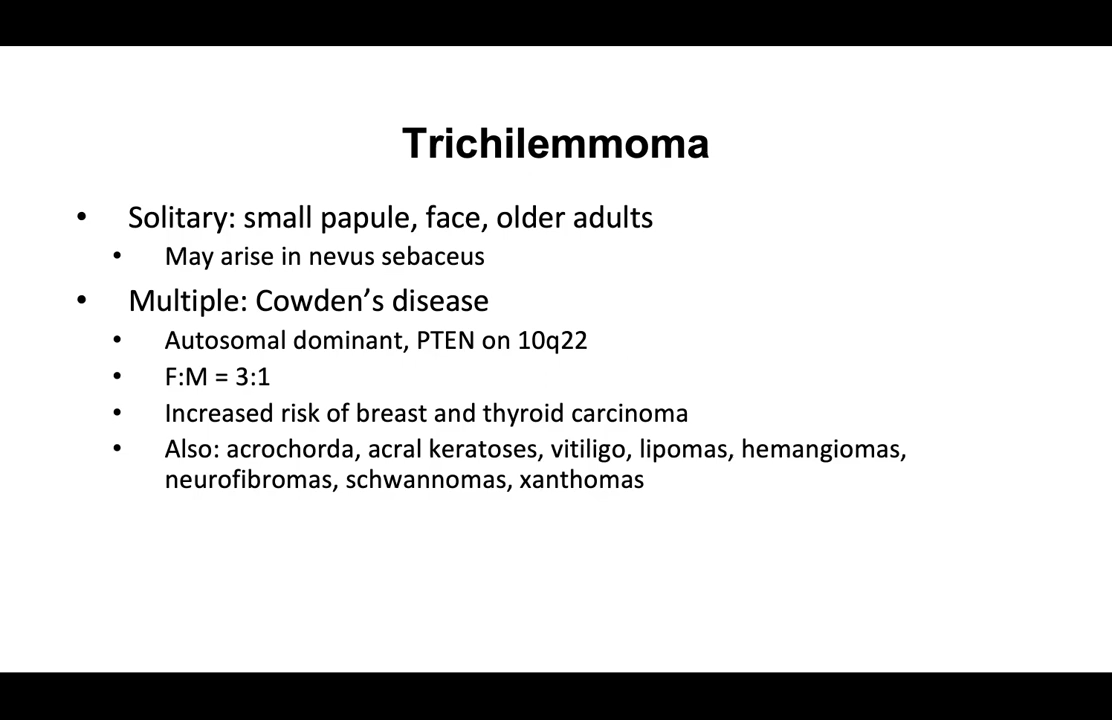 Trichilemmoma
• Solitary: small papule, face, older adults
• May arise in nevus sebaceus
• Multiple: Cowden’s disease
• Autosomal dominant, PTEN on 10q22
• F:M = 3:1
• Increased risk of breast and thyroid carcinoma
• Also: acrochorda, acral keratoses, vitiligo, lipomas, hemangiomas,
neurofibromas, schwannomas, xanthomas